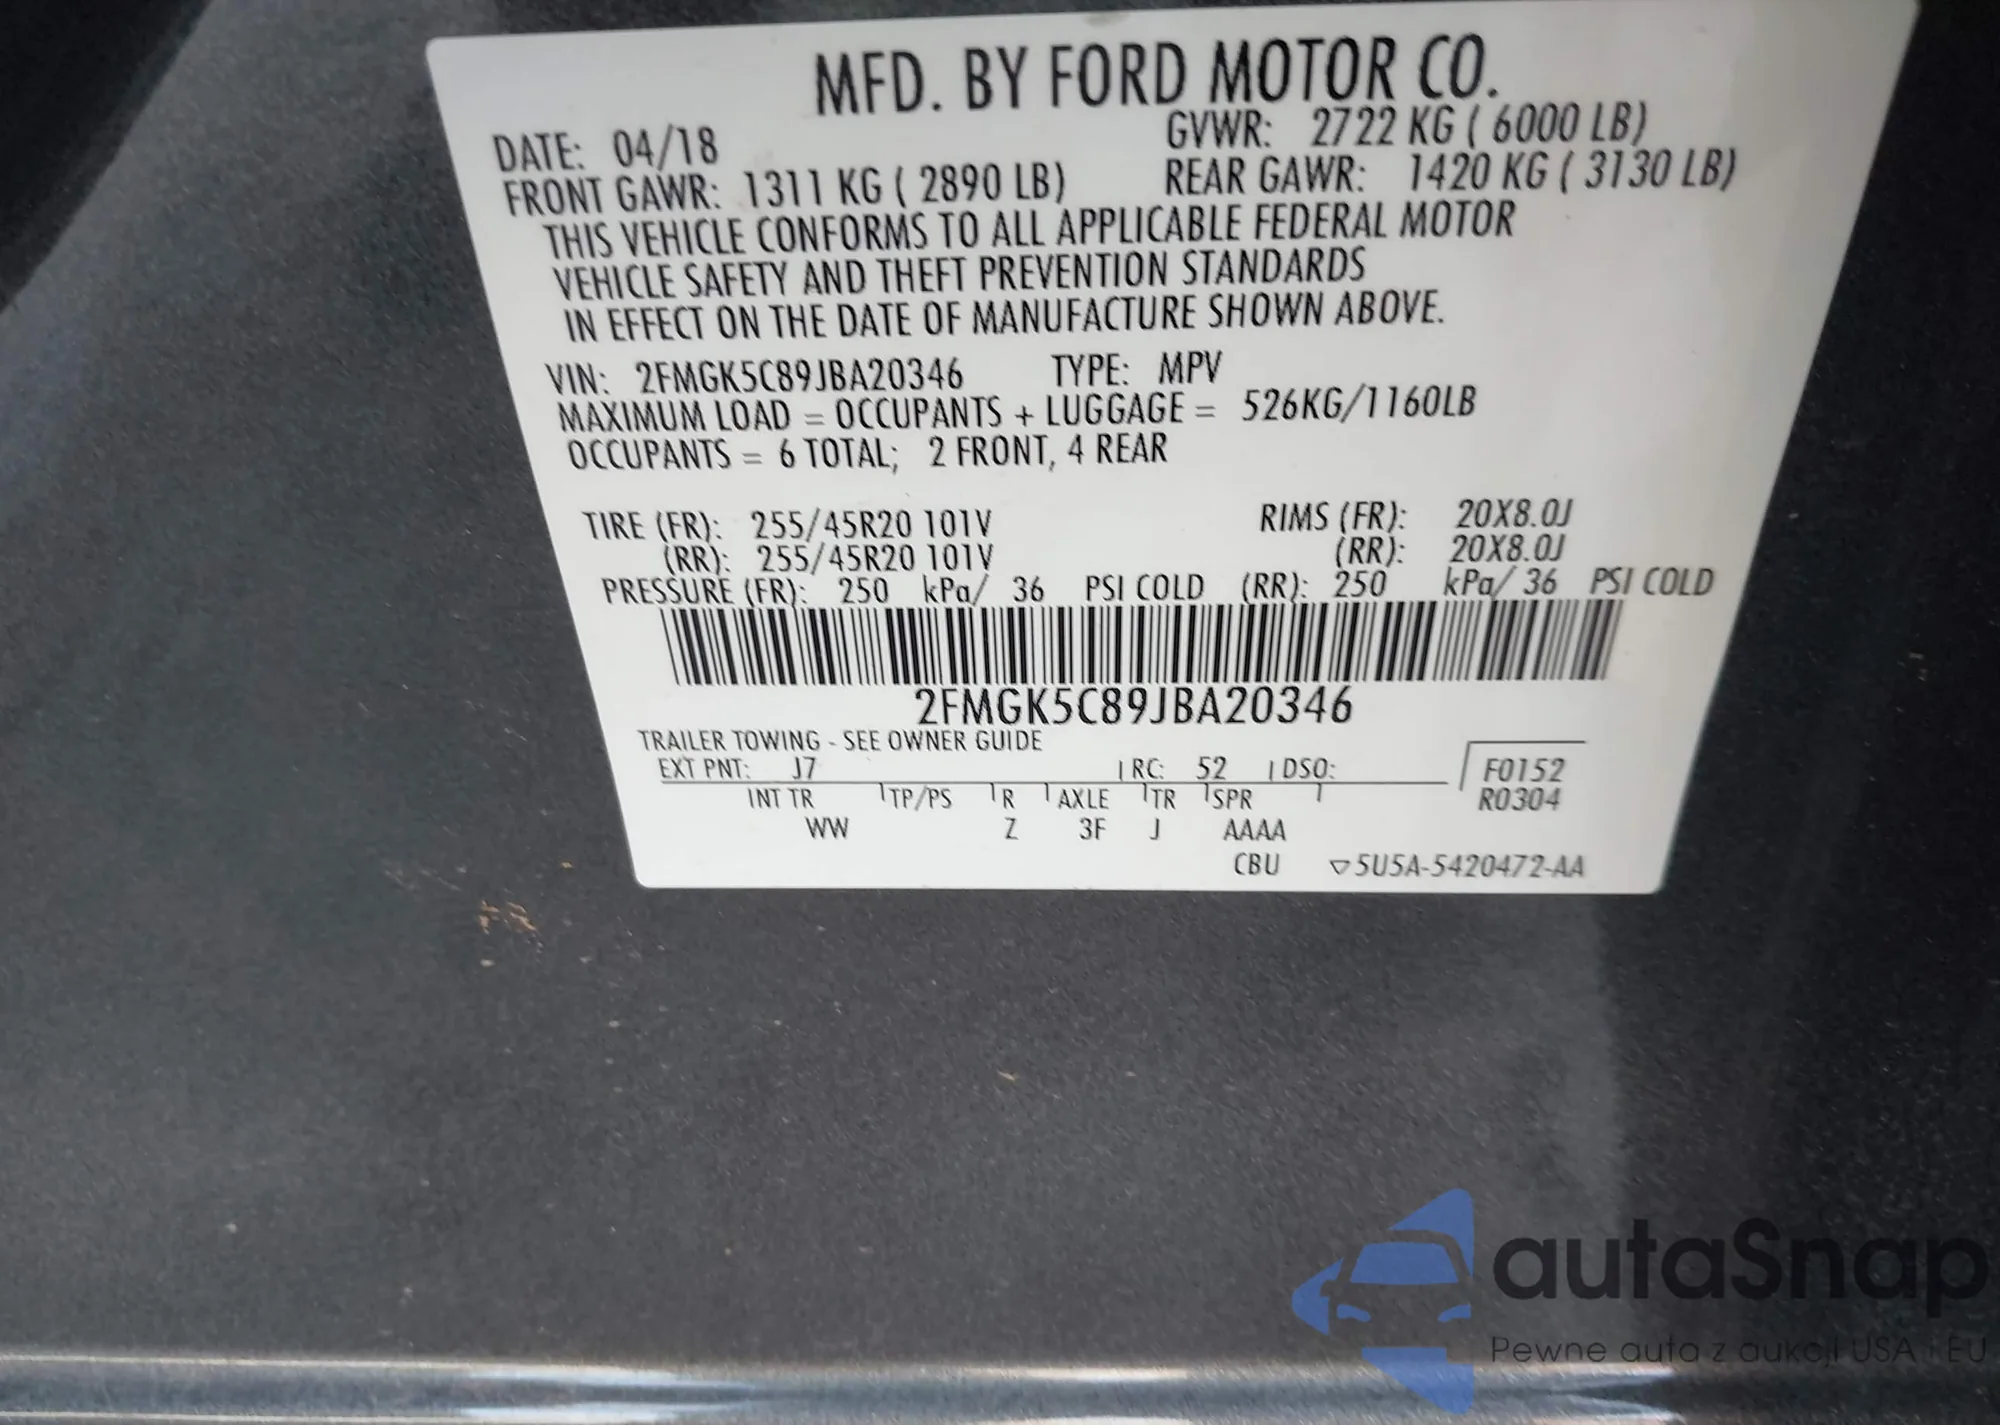 MFD. BY FORD MOTOR CO.
DATE: 04/18 GVWR: 2722 KG ( 6000 LB)
FRONT GAWR: 1311 KG ( 2890 LB) REAR GAWR: 1420 KG ( 3130 LB)
THIS VEHICLE CONFORMS TO ALL APPLICABLE FEDERAL MOTOR
VEHICLE SAFETY AND THEFT PREVENTION STANDARDS
IN EFFECT ON THE DATE OF MANUFACTURE SHOWN ABOVE.
VIN: 2FMGK5C89JBA20346 TYPE: MPV
MAXIMUM LOAD = OCCUPANTS + LUGGAGE = 526KG/1160LB
OCCUPANTS = 6 TOTAL; 2 FRONT, 4 REAR
TIRE (FR): 255/45R20 101V RIMS (FR): 20X8.0J
(RR): 255/45R20 101V (RR): 20X8.0J
PRESSURE (FR): 250 kPa/ 36 PSI COLD (RR): 250 kPa/ 36 PSI COLD
2FMGK5C89JBA20346
TRAILER TOWING - SEE OWNER GUIDE
EXT PNT: J7 RC: 52 DSO: F0152
INT TR TP/PS R AXLE TR SPR R0304
WW Z 3F J AAAA
CBU ▽5U5A-5420472-AA
autaSnap
Pewne auta z aukcji USA i EU